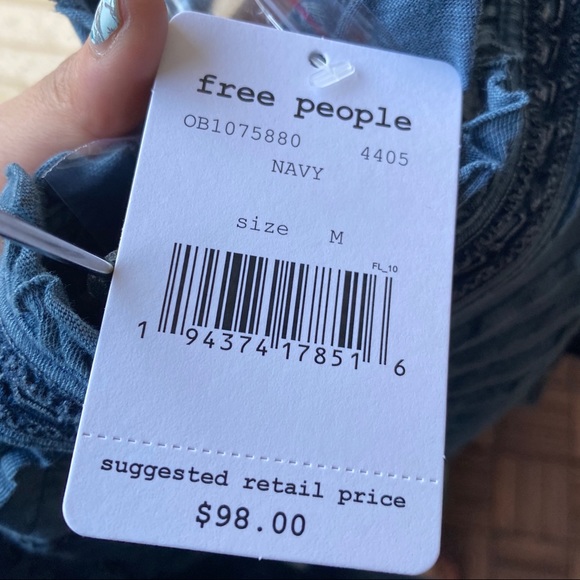 free people
OB1075880 4405
NAVY
size M
FL_10
1 94374 17851 6
suggested retail price
$98.00